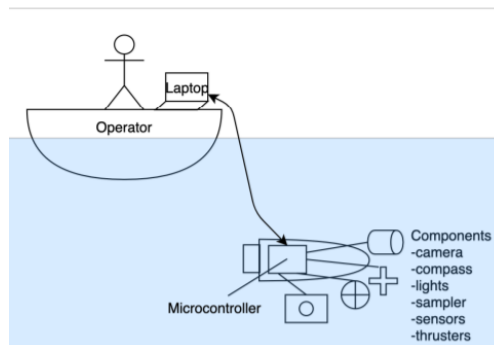 Laptop
Operator
Microcontroller
Components
-camera
-compass
-lights
-sampler
-sensors
-thrusters